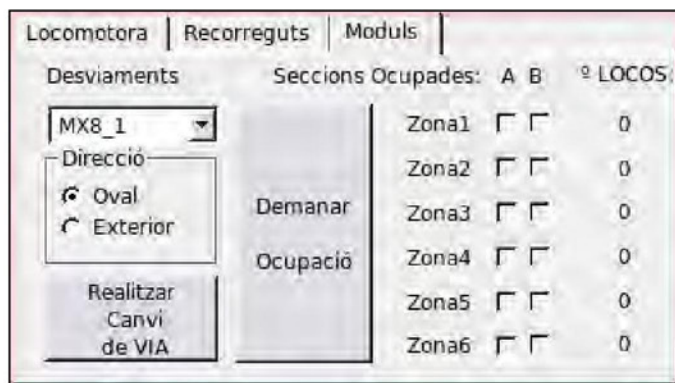 Locomotora Recorreguts Moduls
Desviaments Seccions Ocupades: A B º LOCOS:
MX8_1
Direcció
Oval
Exterior
Realitzar
Canvi
de VIA
Demanar
Ocupació
Zona1 0
Zona2 0
Zona3 0
Zona4 0
Zona5 0
Zona6 0